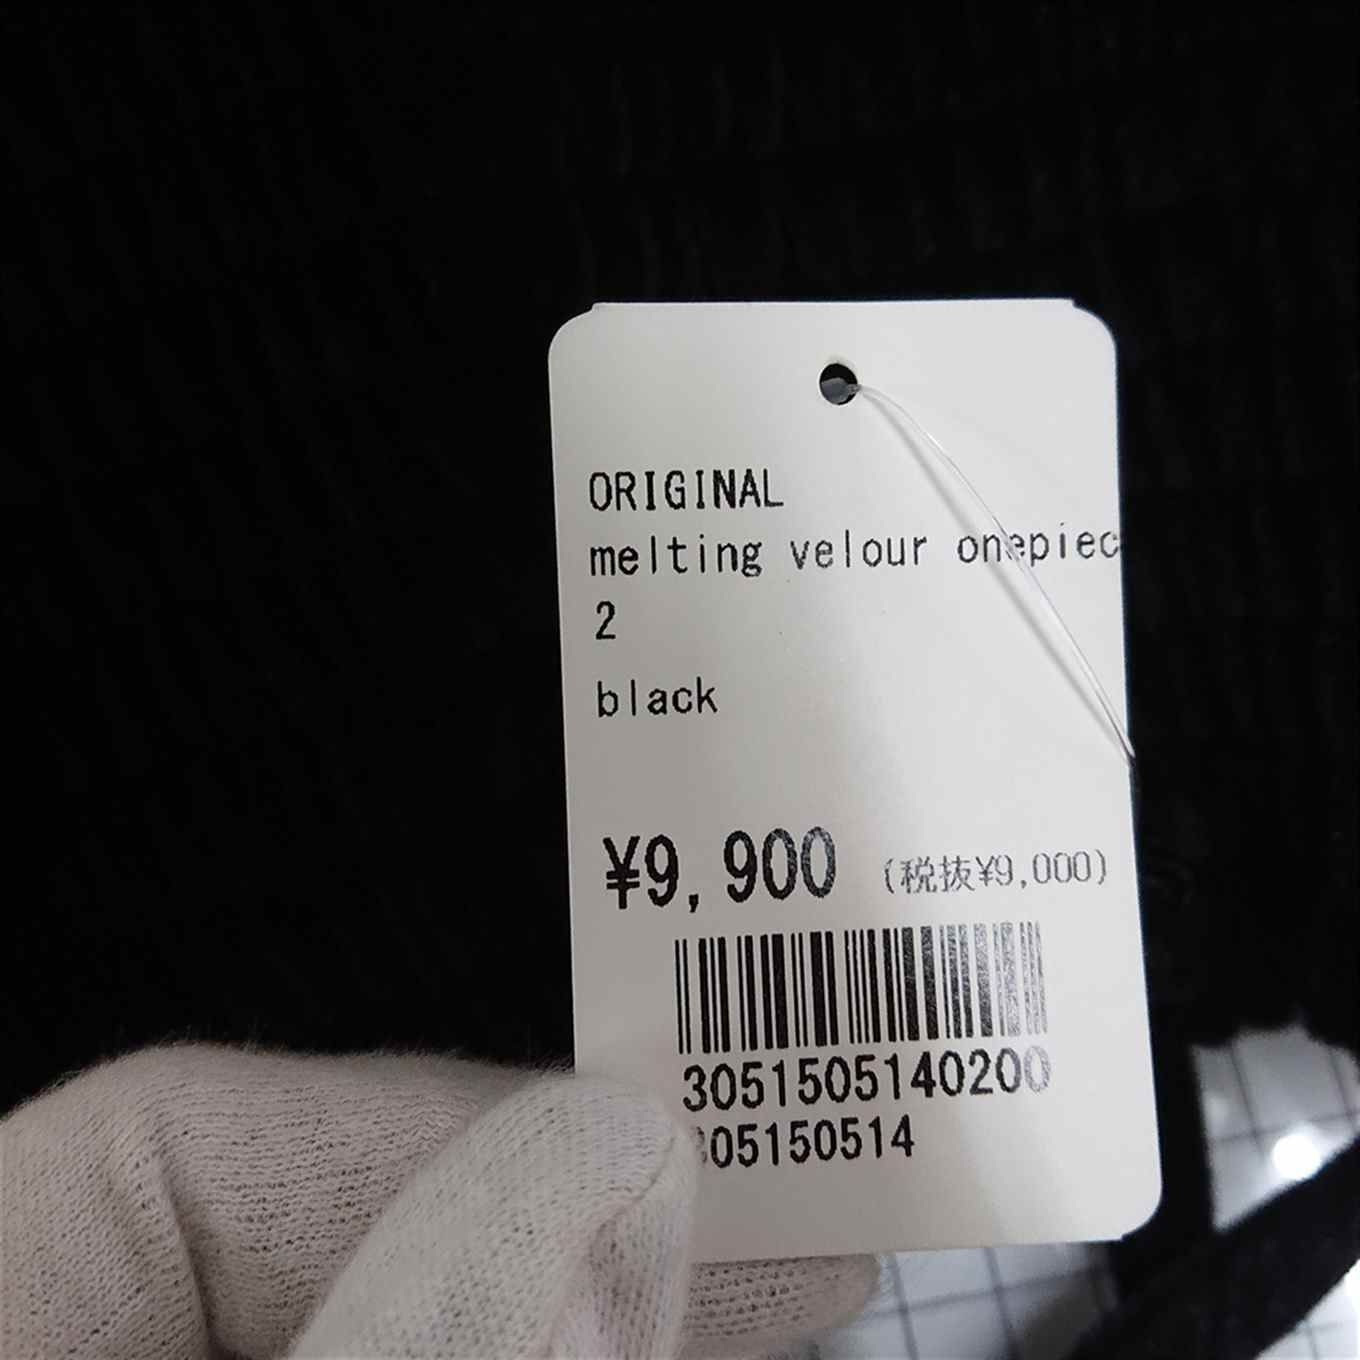 ORIGINAL
melting velour onepiec
2
black
¥9,900 (税抜¥9,000)
3051505140200
305150514